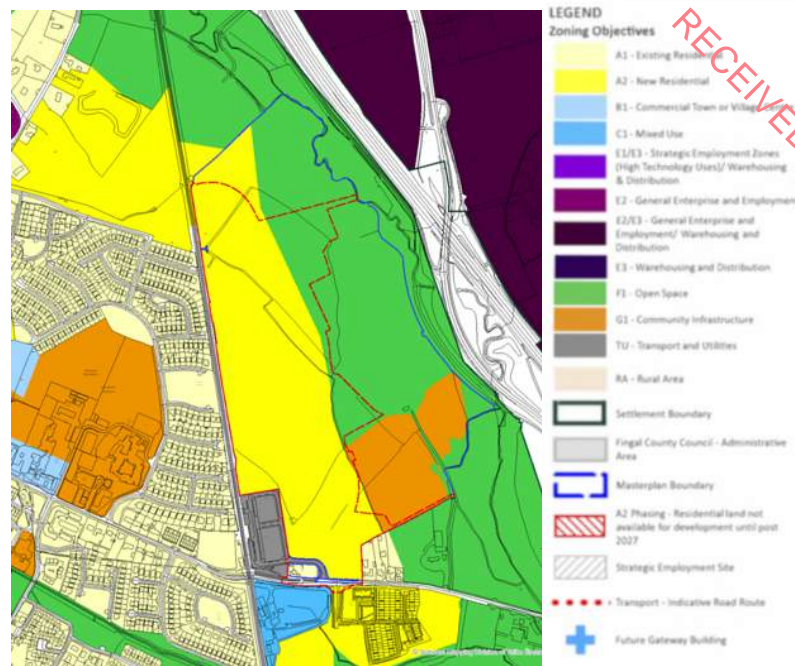 LEGEND
Zoning Objectives
RECEIVED
A1 - Existing Residential
A2 - New Residential
B1 - Commercial Town or Village Centre
C1 - Mixed Use
E1/E3 - Strategic Employment Zones
(High Technology Uses)/ Warehousing
& Distribution
E2 - General Enterprise and Employmen
E2/E3 - General Enterprise and
Employment/ Warehousing and
Distribution
E3 - Warehousing and Distribution
F1 - Open Space
G1 - Community Infrastructure
TU - Transport and Utilities
RA - Rural Area
Settlement Boundary
Fingal County Council - Administrative
Area
Masterplan Boundary
A2 Phasing - Residential land not
available for development until post
2027
Strategic Employment Site
Transport - Indicative Road Route
Future Gateway Building